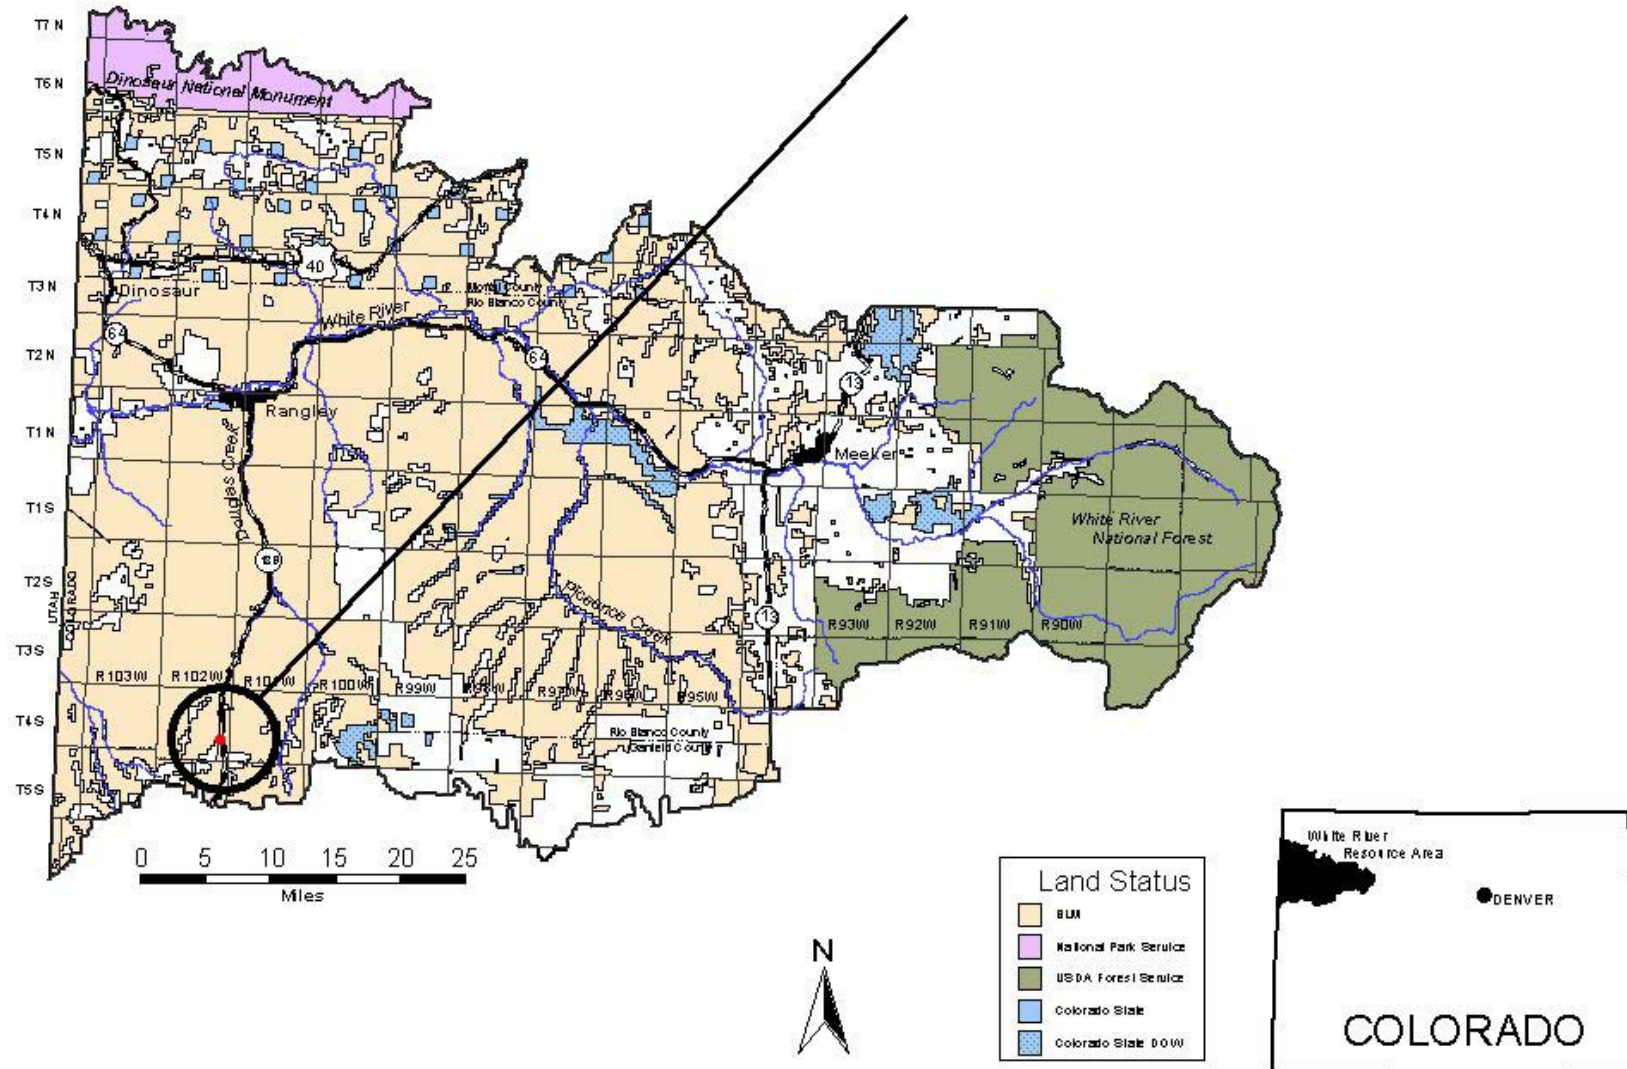 T7 N
T6 N
Dinosaur National Monument
T5 N
T4 N
40
T3 N
Dinosaur
Moffat County
Rio Blanco County
White River
64
T2 N
64
13
Rangley
T1 N
Meeker
Douglas Creek
T1S
White River
National Forest
T2S
UTAH
COLORADO
Piceance Creek
13
R93W
R92W
R91W
R90W
T3S
R103W
R102W
R101W
R100W
R99W
R98W
R97W
R96W
R95W
T4S
Rio Blanco County
Garfield County
T5S
0 5 10 15 20 25
Miles
N
Land Status
BLM
National Park Service
USDA Forest Service
Colorado State
Colorado State DOW
White River
Resource Area
DENVER
COLORADO